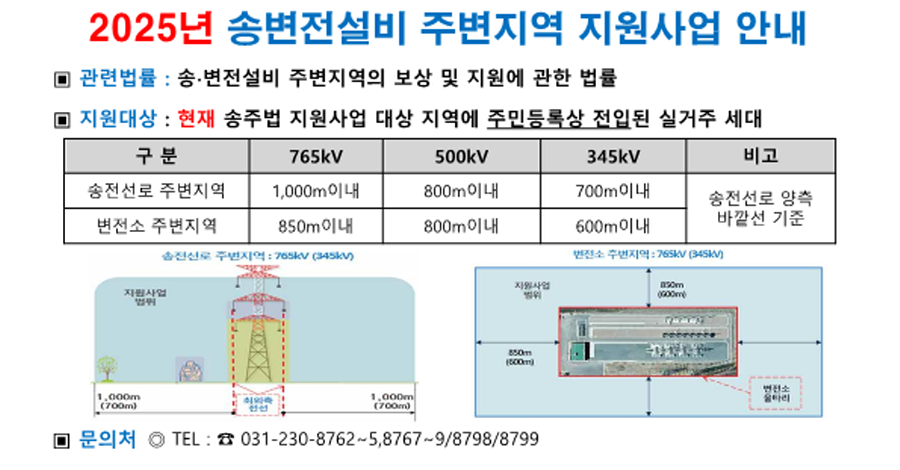 2025년 송변전설비 주변지역 지원사업 안내
▣ 관련법률 : 송·변전설비 주변지역의 보상 및 지원에 관한 법률
▣ 지원대상 : 현재 송주법 지원사업 대상 지역에 주민등록상 전입된 실거주 세대
구 분 765kV 500kV 345kV 비고
송전선로 주변지역 1,000m이내 800m이내 700m이내 송전선로 양측
바깥선 기준
변전소 주변지역 850m이내 800m이내 600m이내
송전선로 주변지역 : 765kV (345kV)
지원사업
범위
1,000m
(700m)
최외측
전선
1,000m
(700m)
변전소 주변지역 : 765kV (345kV)
지원사업
범위
850m
(600m)
850m
(600m)
변전소
울타리
▣ 문의처 ◎ TEL : ☎ 031-230-8762~5,8767~9/8798/8799